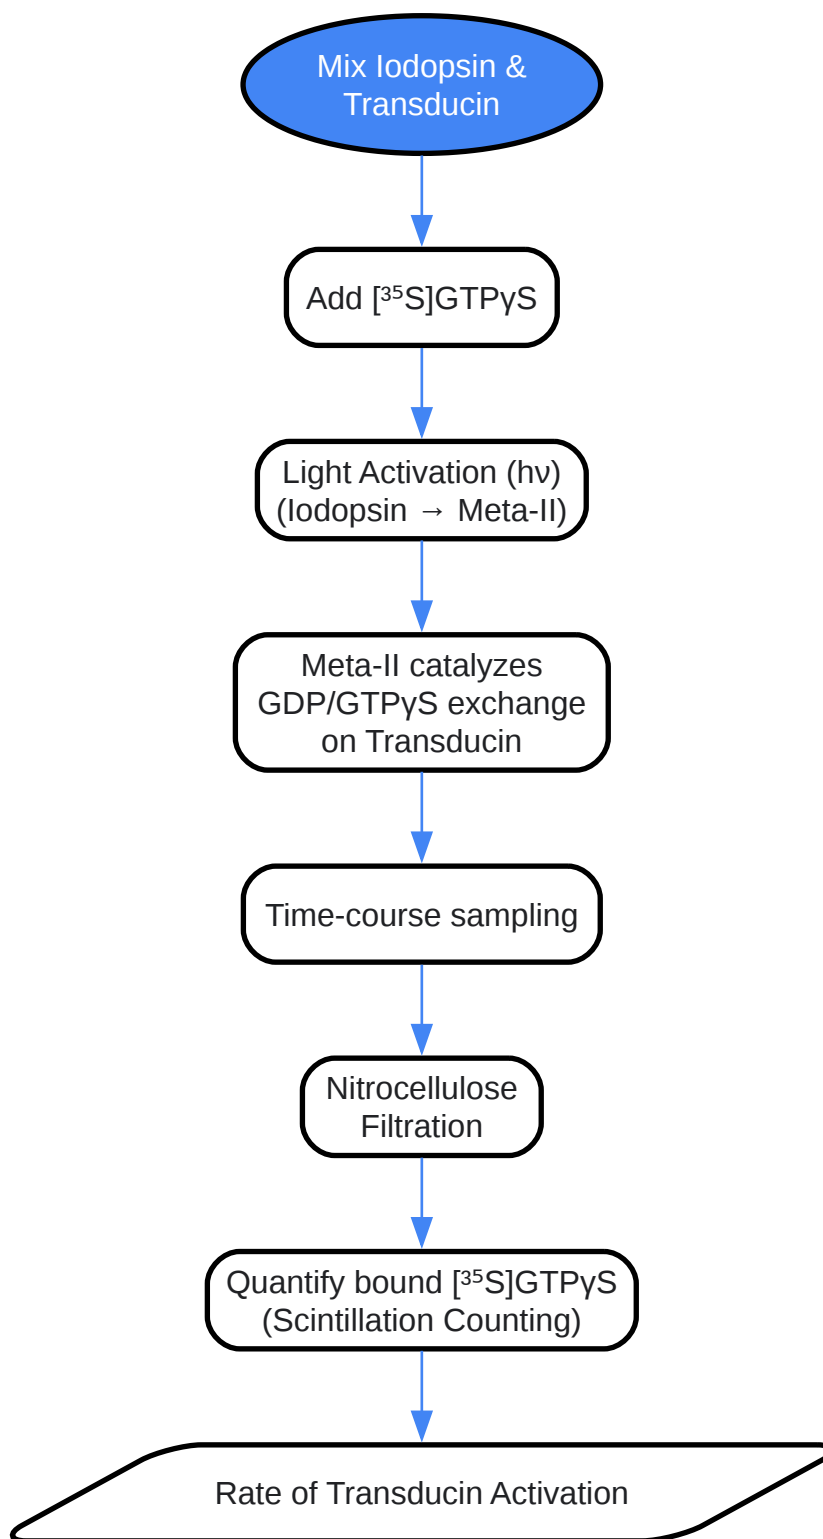 Mix Iodopsin &
Transducin
Add [³⁵S]GTPγS
Light Activation (hν)
(Iodopsin → Meta-II)
Meta-II catalyzes
GDP/GTPγS exchange
on Transducin
Time-course sampling
Nitrocellulose
Filtration
Quantify bound [³⁵S]GTPγS
(Scintillation Counting)
Rate of Transducin Activation